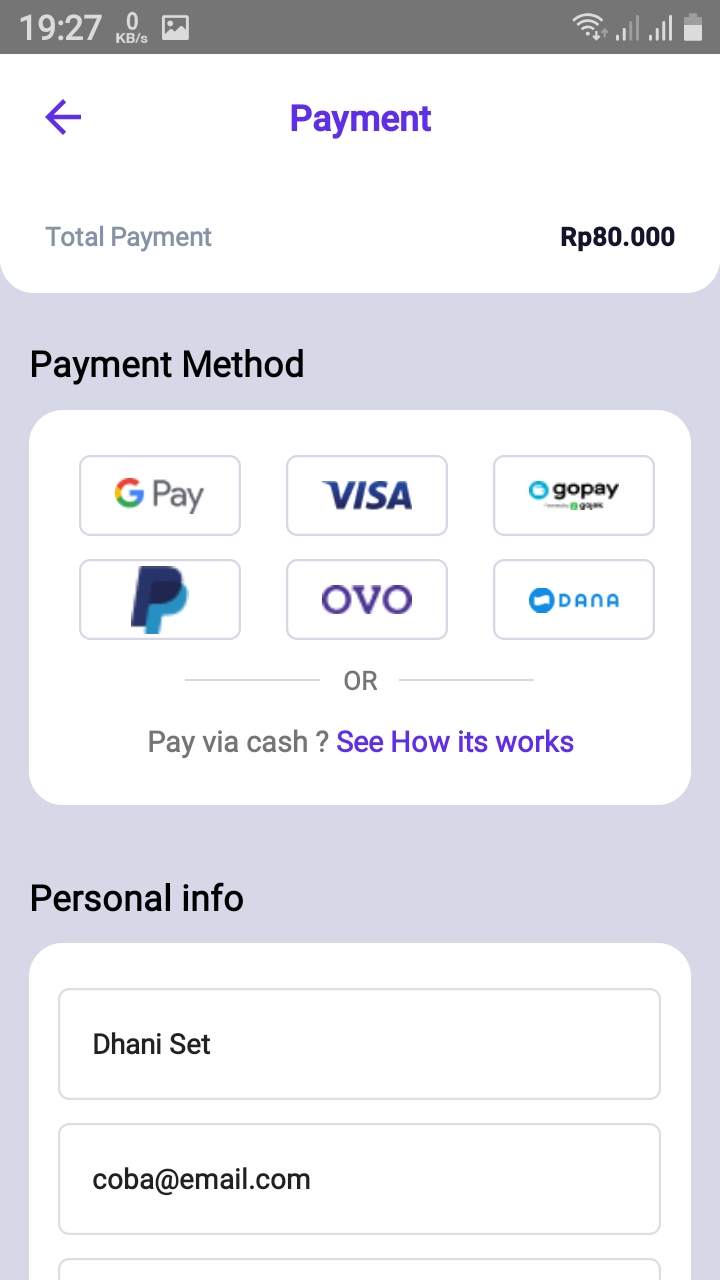 19:27 0 KB/s
Payment
Total Payment Rp80.000
Payment Method
G Pay VISA gopay
gojek
OVO DANA
OR
Pay via cash ? See How its works
Personal info
Dhani Set
coba@email.com